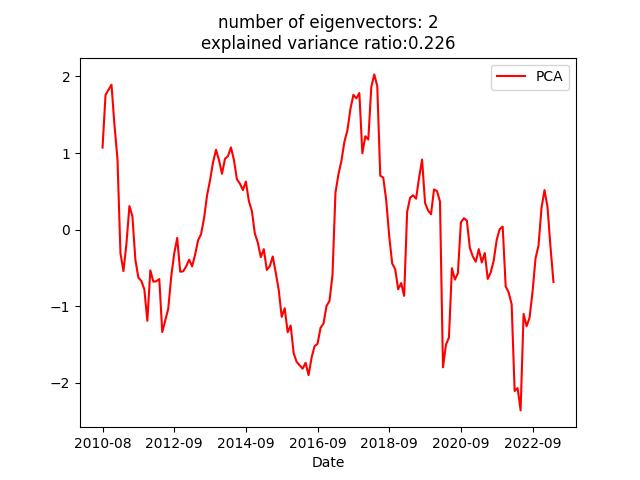 number of eigenvectors: 2
explained variance ratio:0.226
PCA
2
1
0
−1
−2
2010-08 2012-09 2014-09 2016-09 2018-09 2020-09 2022-09
Date